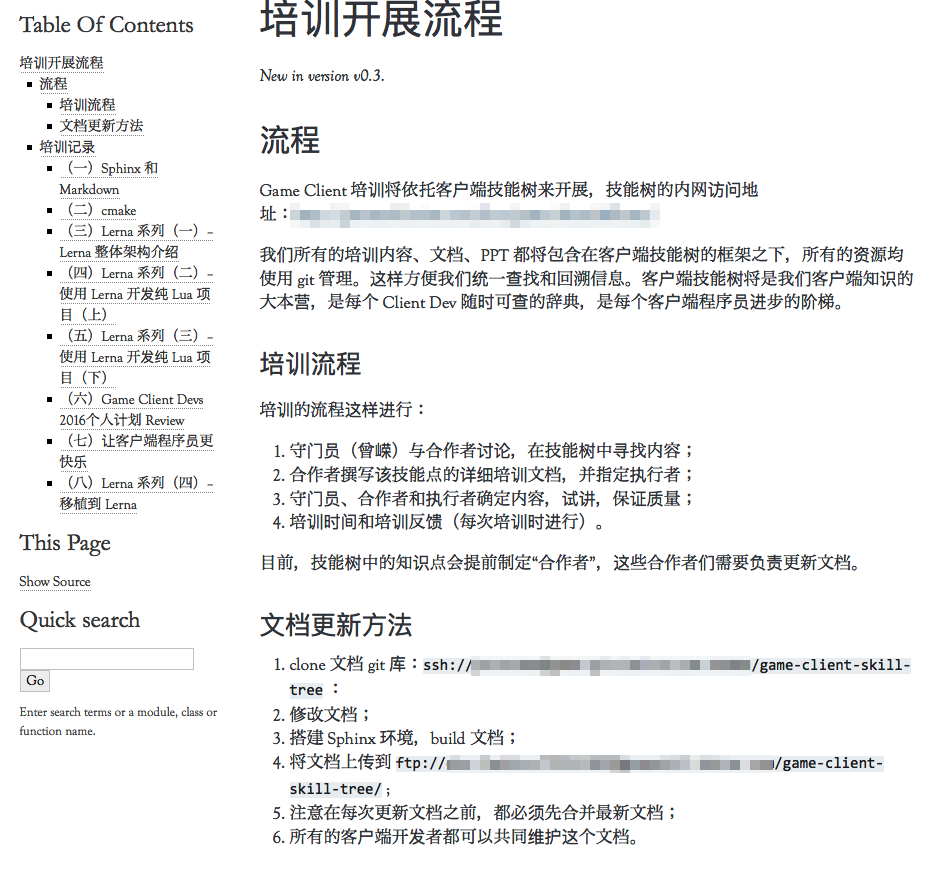 Table Of Contents
培训开展流程
流程
培训流程
文档更新方法
培训记录
（一）Sphinx 和
Markdown
（二）cmake
（三）Lerna 系列（一）–
Lerna 整体架构介绍
（四）Lerna 系列（二）–
使用 Lerna 开发纯 Lua 项
目（上）
（五）Lerna 系列（三）–
使用 Lerna 开发纯 Lua 项
目（下）
（六）Game Client Devs
2016个人计划 Review
（七）让客户端程序员更
快乐
（八）Lerna 系列（四）–
移植到 Lerna
This Page
Show Source
Quick search
Go
Enter search terms or a module, class or
function name.
培训开展流程
New in version v0.3.
流程
Game Client 培训将依托客户端技能树来开展，技能树的内网访问地
址：
我们所有的培训内容、文档、PPT 都将包含在客户端技能树的框架之下，所有的资源均
使用 git 管理。这样方便我们统一查找和回溯信息。客户端技能树将是我们客户端知识的
大本营，是每个 Client Dev 随时可查的辞典，是每个客户端程序员进步的阶梯。
培训流程
培训的流程这样进行：
1. 守门员（曾嵘）与合作者讨论，在技能树中寻找内容；
2. 合作者撰写该技能点的详细培训文档，并指定执行者；
3. 守门员、合作者和执行者确定内容，试讲，保证质量；
4. 培训时间和培训反馈（每次培训时进行）。
目前，技能树中的知识点会提前制定“合作者”，这些合作者们需要负责更新文档。
文档更新方法
1. clone 文档 git 库：ssh:// /game-client-skill-
tree ：
2. 修改文档；
3. 搭建 Sphinx 环境，build 文档；
4. 将文档上传到 ftp:// /game-client-
skill-tree/；
5. 注意在每次更新文档之前，都必须先合并最新文档；
6. 所有的客户端开发者都可以共同维护这个文档。